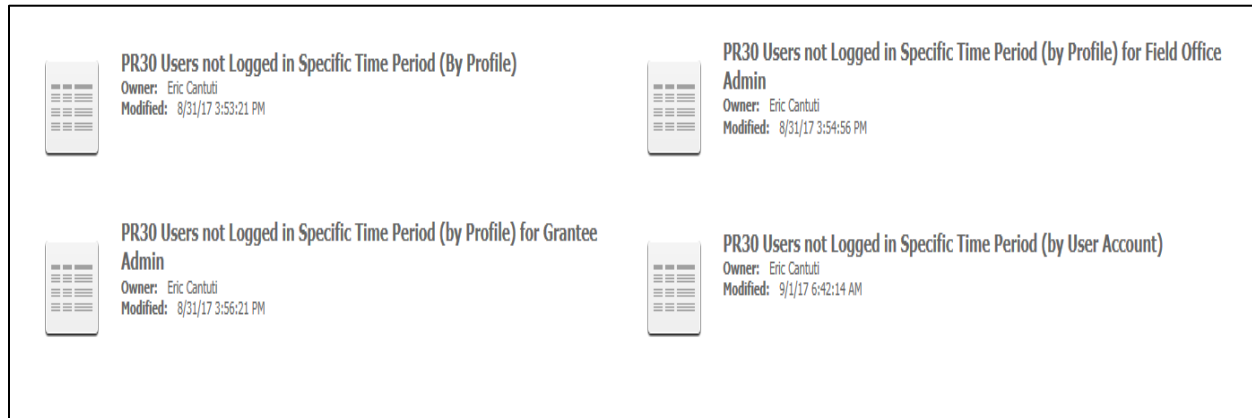 PR30 Users not Logged in Specific Time Period (By Profile)
Owner: Eric Cantuti
Modified: 8/31/17 3:53:21 PM
PR30 Users not Logged in Specific Time Period (by Profile) for Field Office
Admin
Owner: Eric Cantuti
Modified: 8/31/17 3:54:56 PM
PR30 Users not Logged in Specific Time Period (by Profile) for Grantee
Admin
Owner: Eric Cantuti
Modified: 8/31/17 3:56:21 PM
PR30 Users not Logged in Specific Time Period (by User Account)
Owner: Eric Cantuti
Modified: 9/1/17 6:42:14 AM